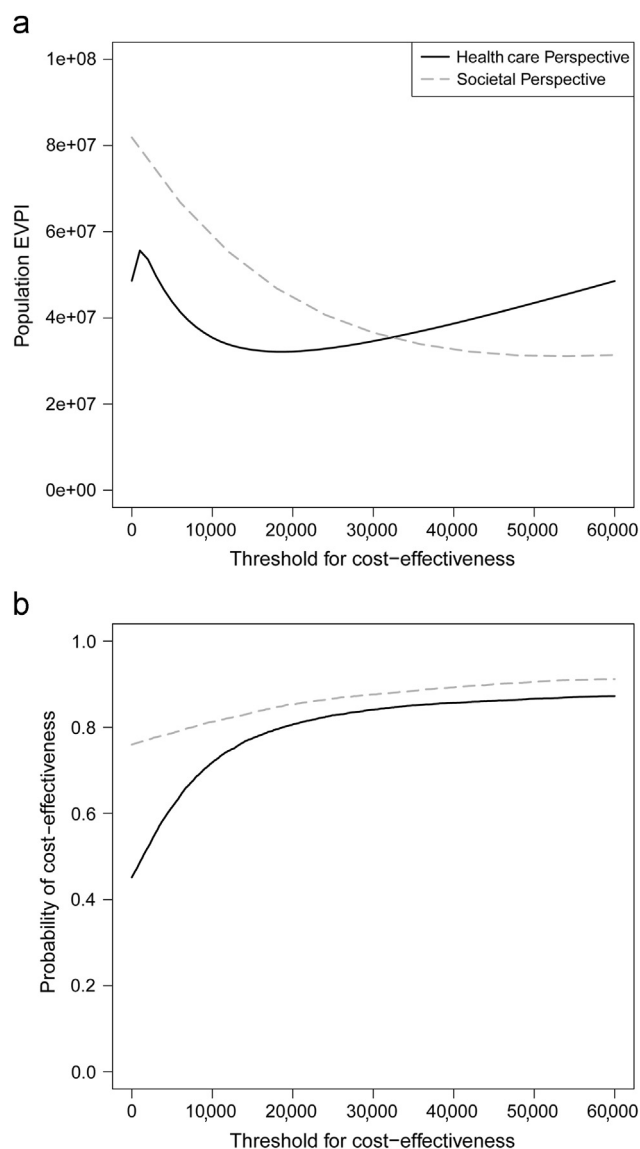 a
1e+08
Health care Perspective
Societal Perspective
8e+07
6e+07
4e+07
2e+07
0e+00
Population EVPI
0 10,000 20,000 30,000 40,000 50,000 60,000
Threshold for cost−effectiveness
b
1.0
0.8
0.6
0.4
0.2
0.0
Probability of cost−effectiveness
0 10,000 20,000 30,000 40,000 50,000 60,000
Threshold for cost−effectiveness